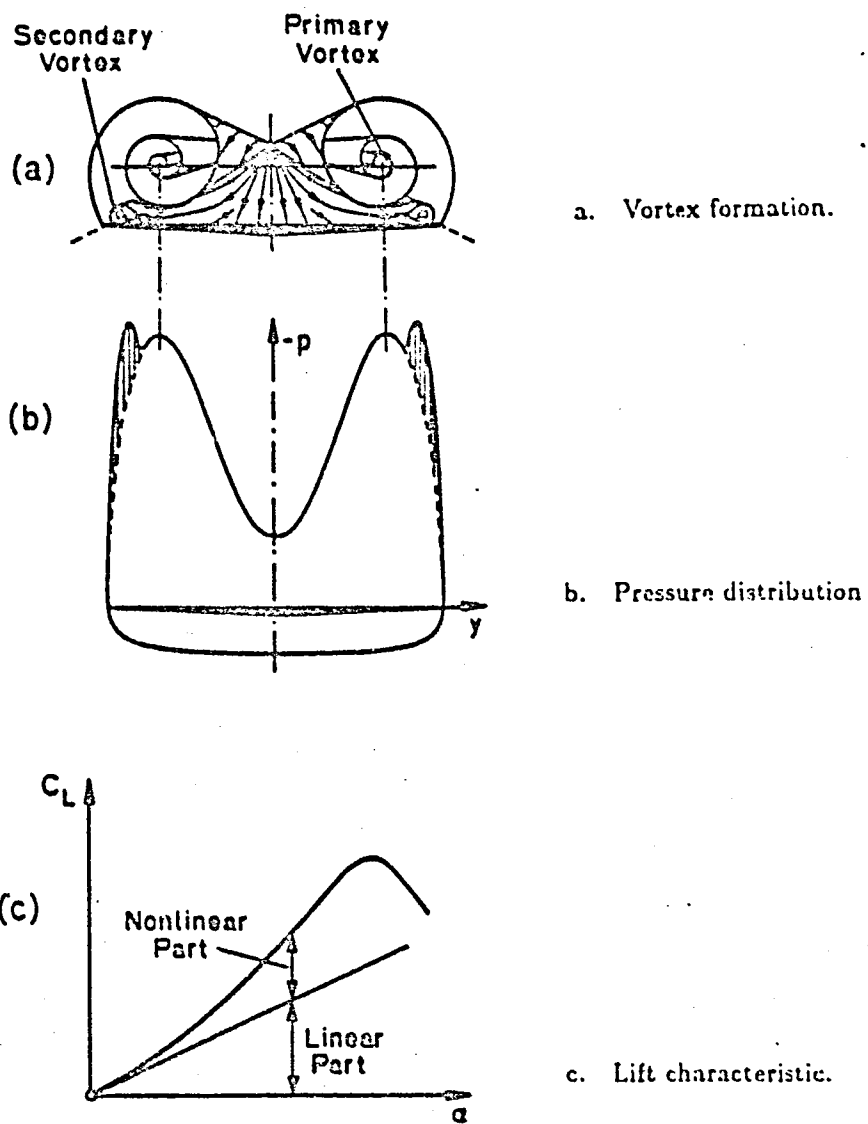 Secondary
Vortex
Primary
Vortex
(a)
a. Vortex formation.
-p
(b)
b. Pressure distribution
y
C_L
(c)
Nonlinear
Part
Linear
Part
c. Lift characteristic.
α